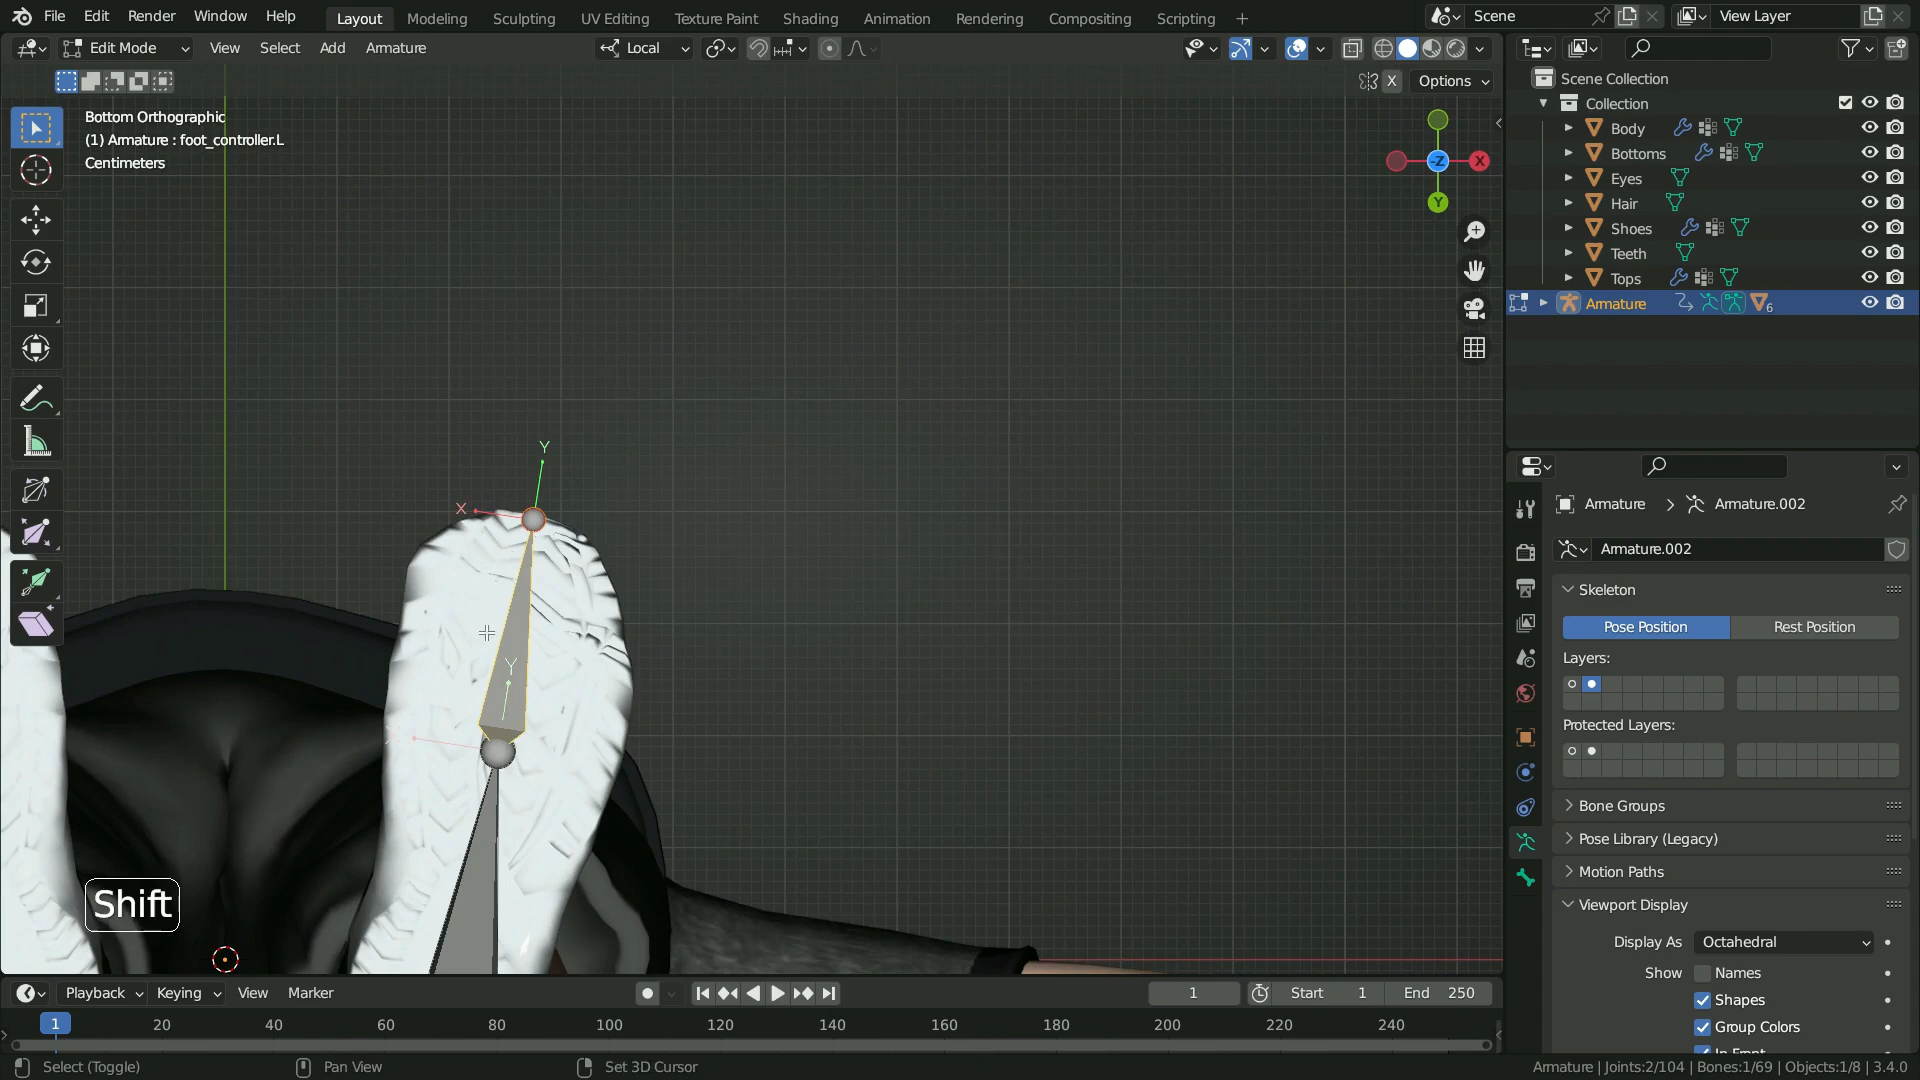 File Edit Render Window Help
Layout Modeling Sculpting UV Editing Texture Paint Shading Animation Rendering Compositing Scripting
Scene
View Layer
Edit Mode View Select Add Armature
Local
X Options
Bottom Orthographic
(1) Armature : foot_controller.L
Centimeters
-Z X
Y
Y
X
Y
Shift
Scene Collection
Collection
Body
Bottoms
Eyes
Hair
Shoes
Teeth
Tops
Armature 6
Armature > Armature.002
Armature.002
Skeleton
Pose Position Rest Position
Layers:
Protected Layers:
Bone Groups
Pose Library (Legacy)
Motion Paths
Viewport Display
Display As Octahedral
Show Names
Shapes
Group Colors
In Front
Playback Keying View Marker
1 Start 1 End 250
1 20 40 60 80 100 120 140 160 180 200 220 240
Select (Toggle) Pan View Set 3D Cursor
Armature | Joints:2/104 | Bones:1/69 | Objects:1/8 | 3.4.0